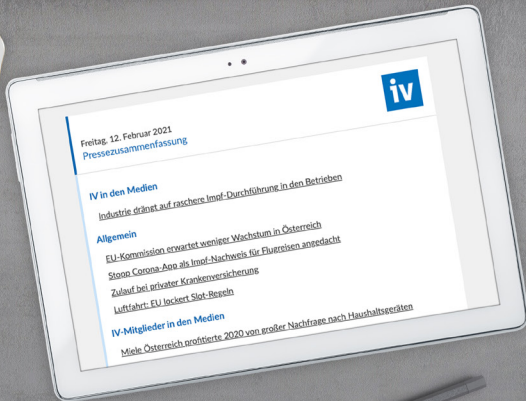 iv
Freitag, 12. Februar 2021
Pressezusammenfassung
IV in den Medien
Industrie drängt auf raschere Impf-Durchführung in den Betrieben
Allgemein
EU-Kommission erwartet weniger Wachstum in Österreich
Stopp Corona-App als Impf-Nachweis für Flugreisen angedacht
Zulauf bei privater Krankenversicherung
Luftfahrt: EU lockert Slot-Regeln
IV-Mitglieder in den Medien
Miele Österreich profitierte 2020 von großer Nachfrage nach Haushaltsgeräten